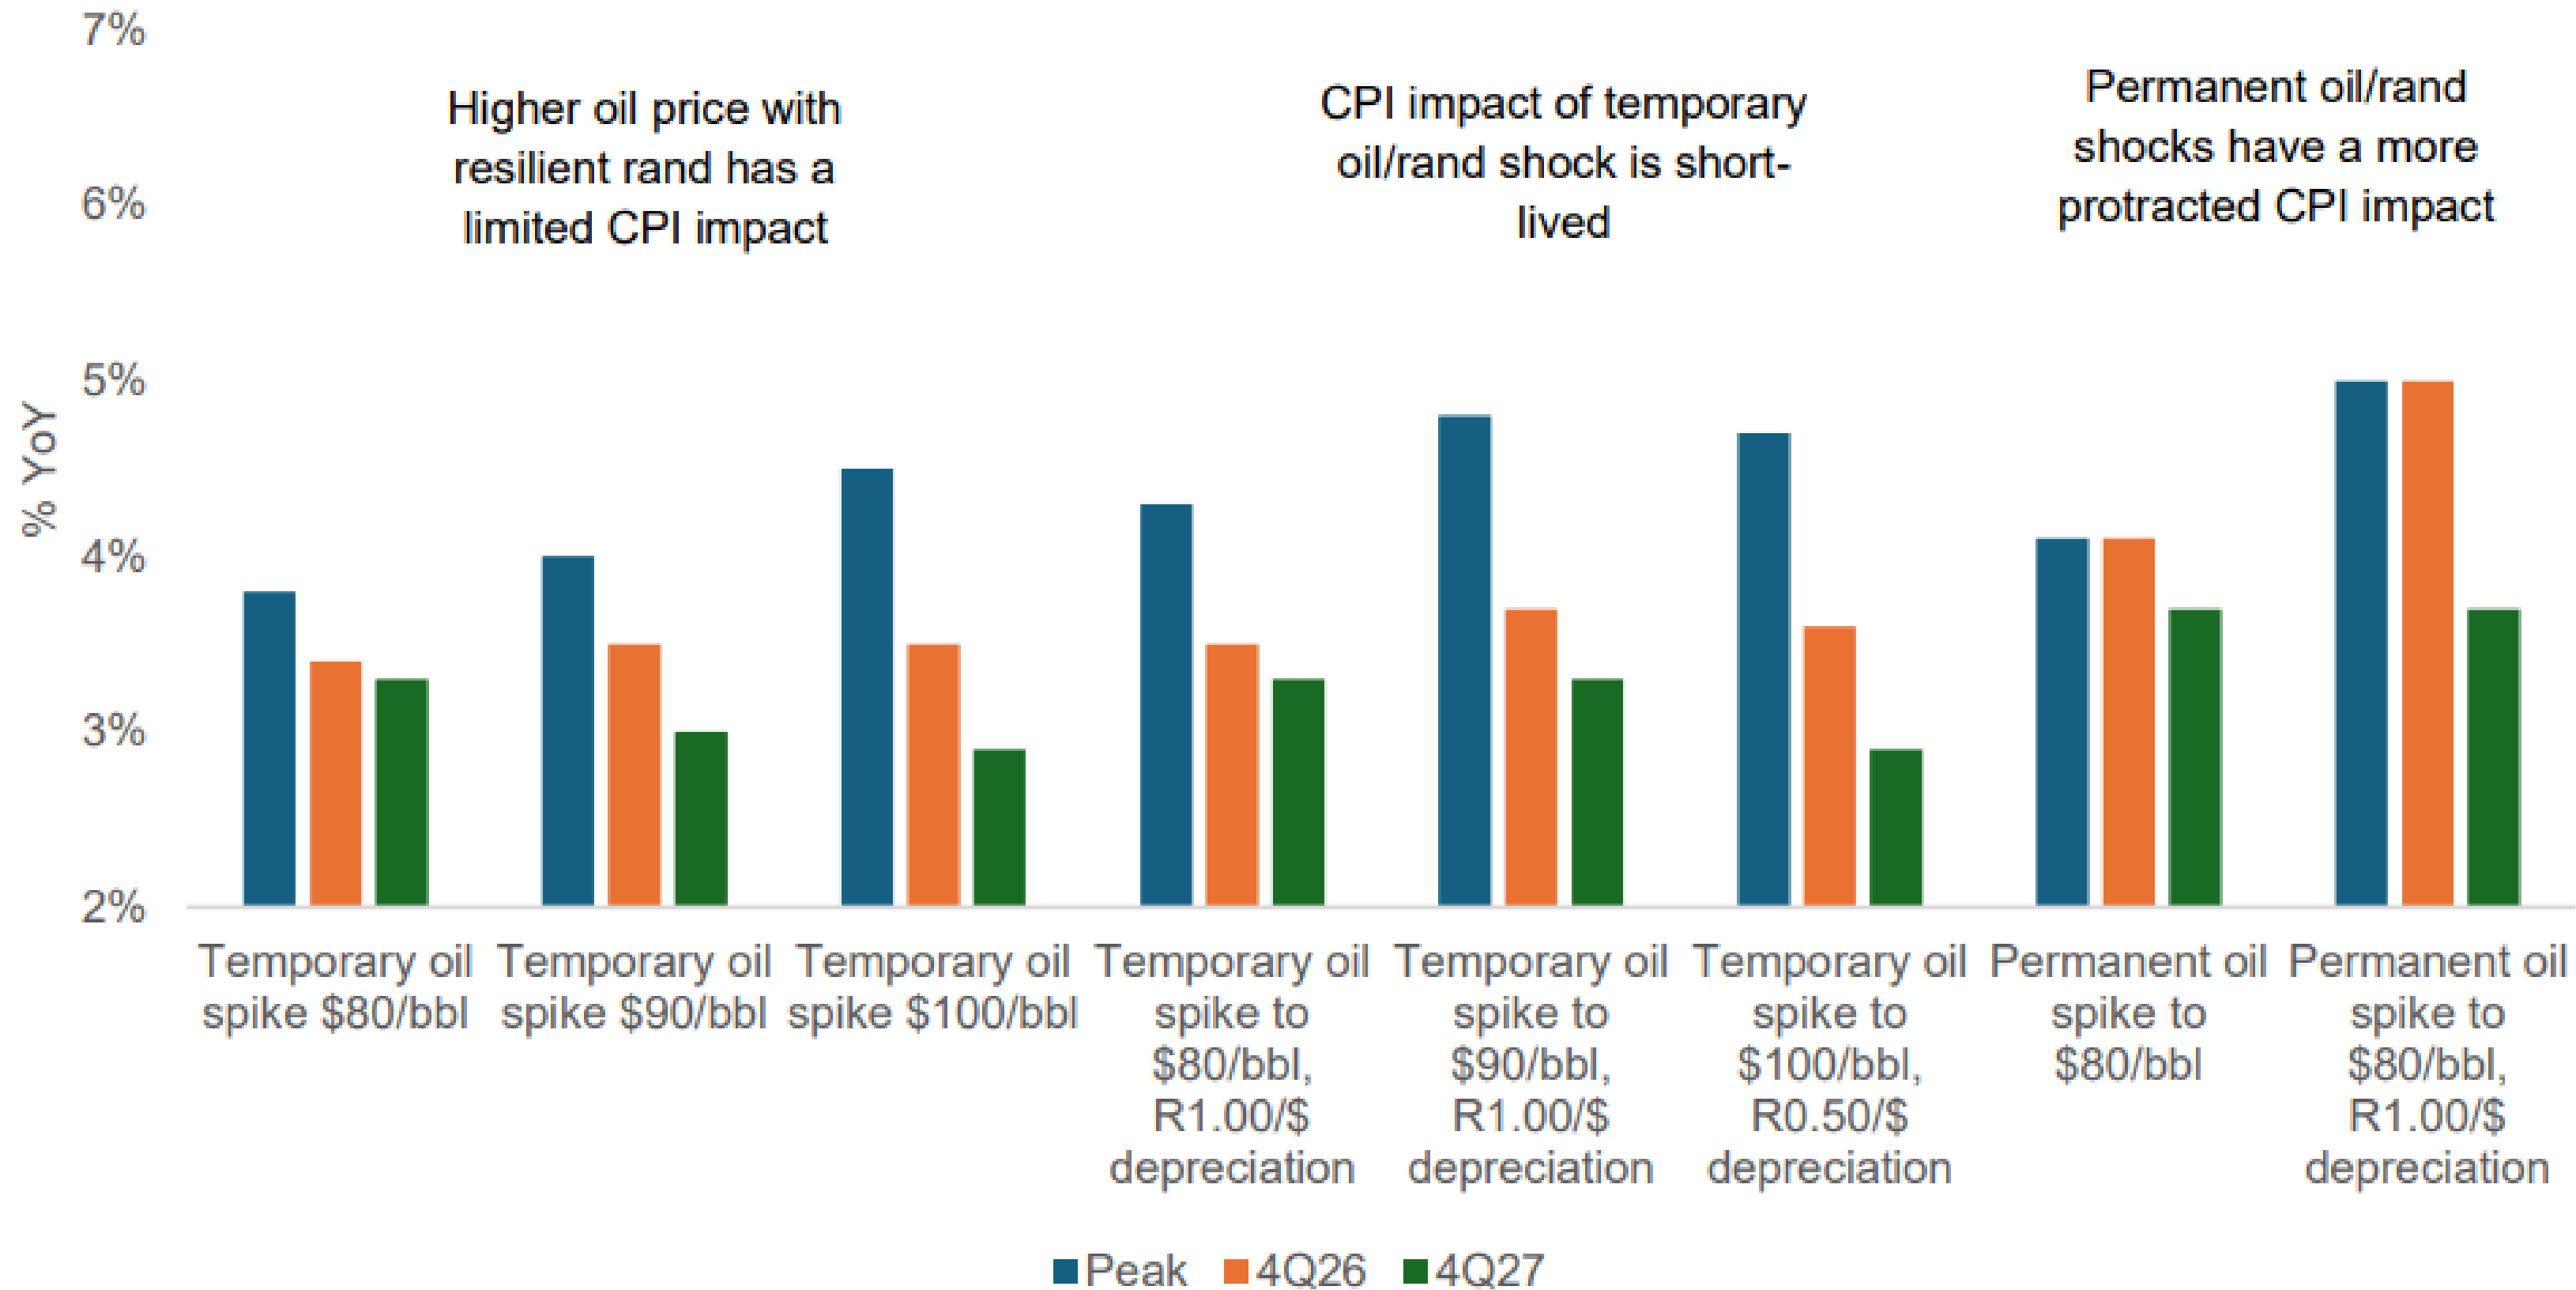 7%
6%
5%
4%
3%
2%
% YoY
Higher oil price with
resilient rand has a
limited CPI impact
CPI impact of temporary
oil/rand shock is short-
lived
Permanent oil/rand
shocks have a more
protracted CPI impact
Temporary oil
spike $80/bbl
Temporary oil
spike $90/bbl
Temporary oil
spike $100/bbl
Temporary oil
spike to
$80/bbl,
R1.00/$
depreciation
Temporary oil
spike to
$90/bbl,
R1.00/$
depreciation
Temporary oil
spike to
$100/bbl,
R0.50/$
depreciation
Permanent oil
spike to
$80/bbl
Permanent oil
spike to
$80/bbl,
R1.00/$
depreciation
Peak
4Q26
4Q27